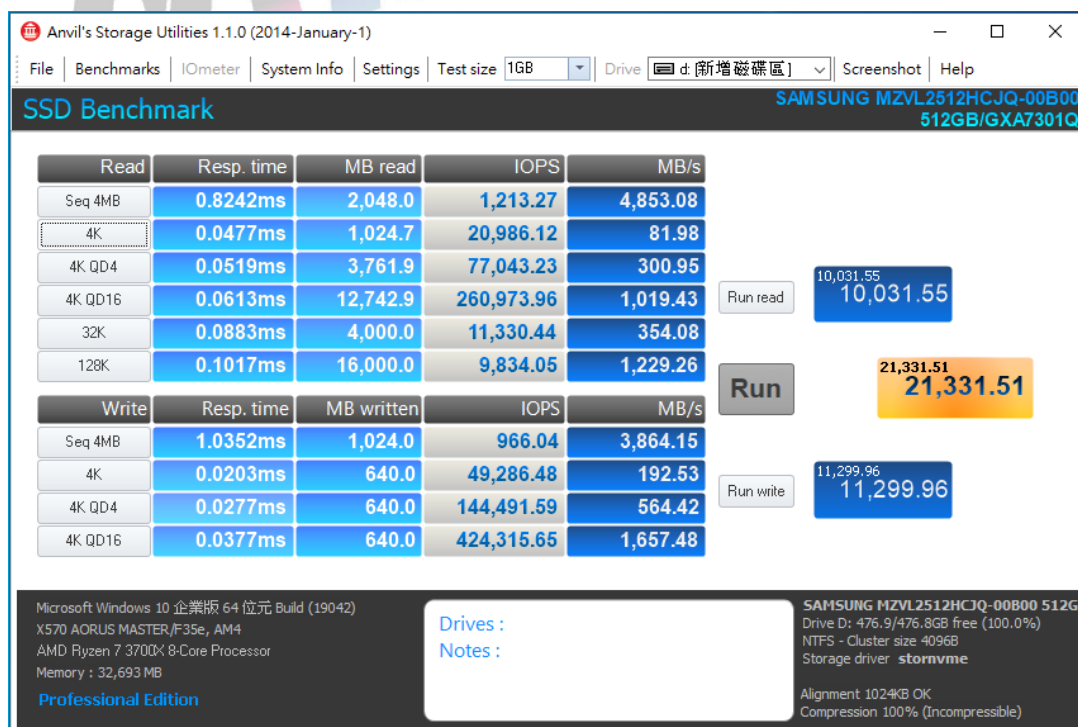 Anvil's Storage Utilities 1.1.0 (2014-January-1)
File Benchmarks IOmeter System Info Settings Test size 1GB Drive d: [新增磁碟區] Screenshot Help
SSD Benchmark
SAMSUNG MZVL2512HCJQ-00B00
512GB/GXA7301Q
Read Resp. time MB read IOPS MB/s
Seq 4MB 0.8242ms 2,048.0 1,213.27 4,853.08
4K 0.0477ms 1,024.7 20,986.12 81.98
4K QD4 0.0519ms 3,761.9 77,043.23 300.95
4K QD16 0.0613ms 12,742.9 260,973.96 1,019.43
32K 0.0883ms 4,000.0 11,330.44 354.08
128K 0.1017ms 16,000.0 9,834.05 1,229.26
Run read
10,031.55
10,031.55
Run
21,331.51
21,331.51
Write Resp. time MB written IOPS MB/s
Seq 4MB 1.0352ms 1,024.0 966.04 3,864.15
4K 0.0203ms 640.0 49,286.48 192.53
4K QD4 0.0277ms 640.0 144,491.59 564.42
4K QD16 0.0377ms 640.0 424,315.65 1,657.48
Run write
11,299.96
11,299.96
Microsoft Windows 10 企業版 64 位元 Build (19042)
X570 AORUS MASTER/F35e, AM4
AMD Ryzen 7 3700X 8-Core Processor
Memory : 32,693 MB
Professional Edition
Drives :
Notes :
SAMSUNG MZVL2512HCJQ-00B00 512G
Drive D: 476.9/476.8GB free (100.0%)
NTFS - Cluster size 4096B
Storage driver stornvme
Alignment 1024KB OK
Compression 100% (Incompressible)